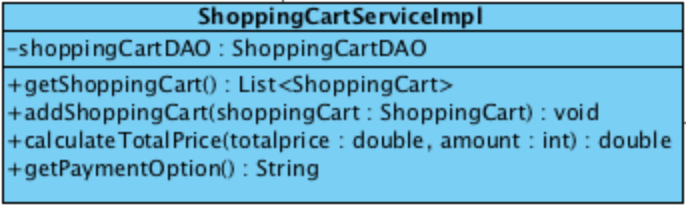 ShoppingCartServiceImpl
-shoppingCartDAO : ShoppingCartDAO
+getShoppingCart() : List<ShoppingCart>
+addShoppingCart(shoppingCart : ShoppingCart) : void
+calculateTotalPrice(totalprice : double, amount : int) : double
+getPaymentOption() : String